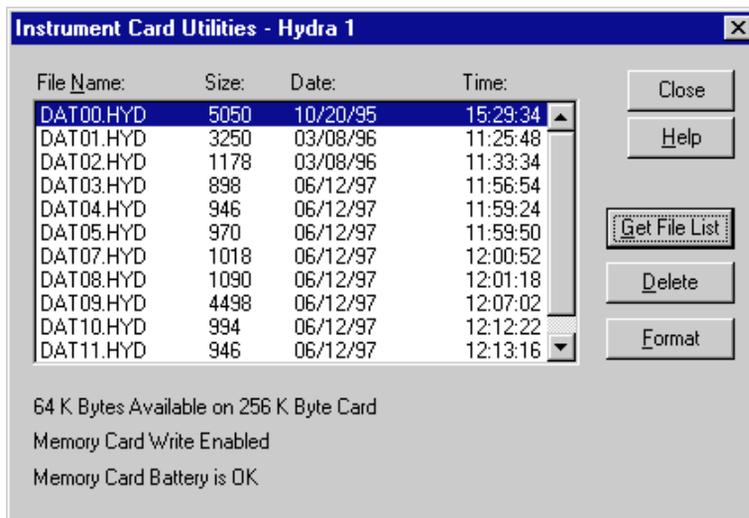 Instrument Card Utilities - Hydra 1
File Name: Size: Date: Time:
DAT00.HYD 5050 10/20/95 15:29:34
DAT01.HYD 3250 03/08/96 11:25:48
DAT02.HYD 1178 03/08/96 11:33:34
DAT03.HYD 898 06/12/97 11:56:54
DAT04.HYD 946 06/12/97 11:59:24
DAT05.HYD 970 06/12/97 11:59:50
DAT07.HYD 1018 06/12/97 12:00:52
DAT08.HYD 1090 06/12/97 12:01:18
DAT09.HYD 4498 06/12/97 12:07:02
DAT10.HYD 994 06/12/97 12:12:22
DAT11.HYD 946 06/12/97 12:13:16
Close
Help
Get File List
Delete
Format
64 K Bytes Available on 256 K Byte Card
Memory Card Write Enabled
Memory Card Battery is OK